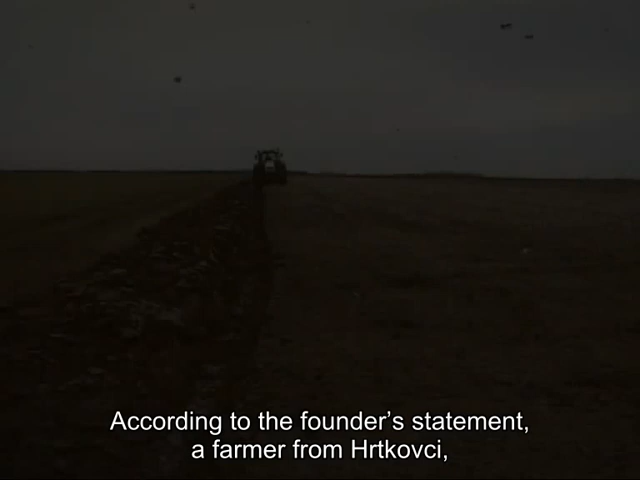 According to the founder’s statement,
a farmer from Hrtkovci,